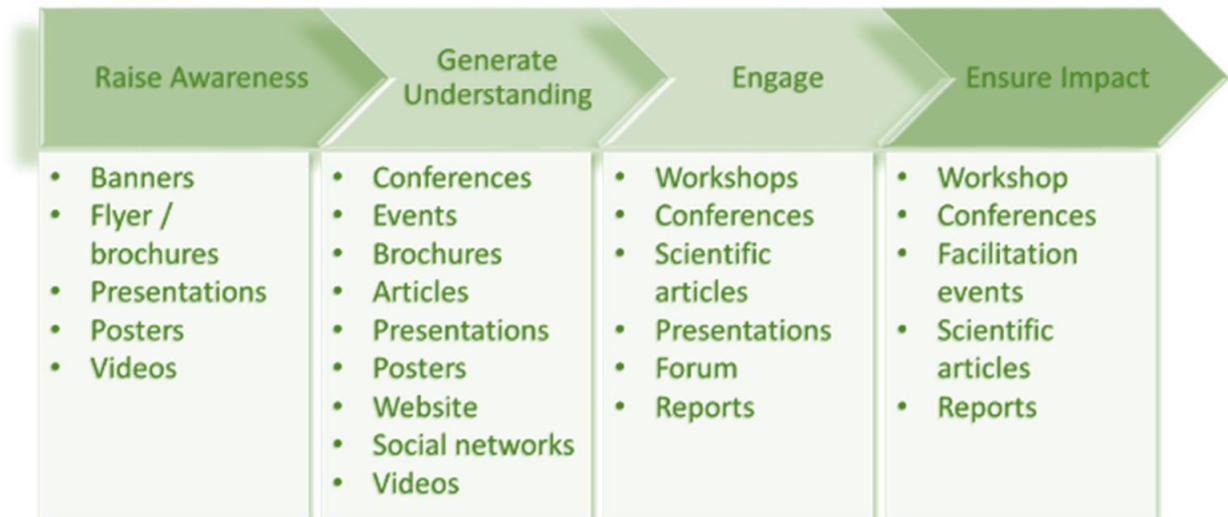 Raise Awareness
Generate
Understanding
Engage
Ensure Impact
• Banners
• Flyer /
brochures
• Presentations
• Posters
• Videos
• Conferences
• Events
• Brochures
• Articles
• Presentations
• Posters
• Website
• Social networks
• Videos
• Workshops
• Conferences
• Scientific
articles
• Presentations
• Forum
• Reports
• Workshop
• Conferences
• Facilitation
events
• Scientific
articles
• Reports